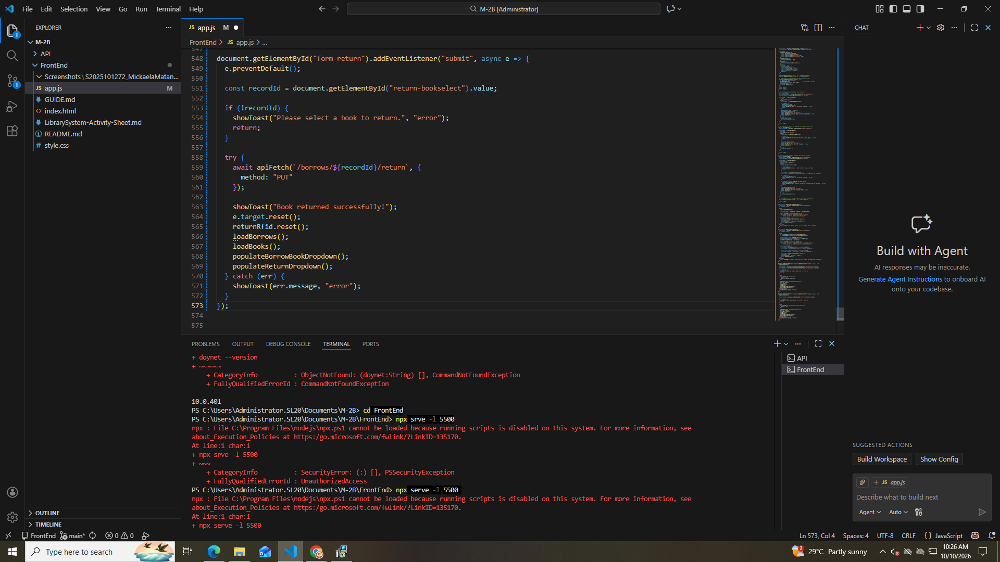 File Edit Selection View Go Run Terminal Help
M-2B [Administrator]
EXPLORER
M-2B
API
FrontEnd
Screenshots\S2025101272_MickaelaMatan...
JS app.js M
GUIDE.md
index.html
LibrarySystem-Activity-Sheet.md
README.md
# style.css
OUTLINE
TIMELINE
1
1
JS app.js M
FrontEnd > JS app.js > ...
547
548 document.getElementById("form-return").addEventListener("submit", async e => {
549 e.preventDefault();
550
551 const recordId = document.getElementById("return-bookselect").value;
552
553 if (!recordId) {
554 showToast("Please select a book to return.", "error");
555 return;
556 }
557
558 try {
559 await apiFetch(`/borrows/${recordId}/return`, {
560 method: "PUT"
561 });
562
563 showToast("Book returned successfully!");
564 e.target.reset();
565 returnRfid.reset();
566 loadBorrows();
567 loadBooks();
568 populateBorrowBookDropdown();
569 populateReturnDropdown();
570 } catch (err) {
571 showToast(err.message, "error");
572 }
573 });
574
575
PROBLEMS OUTPUT DEBUG CONSOLE TERMINAL PORTS
+ doynet --version
+ ~~~~~~
+ CategoryInfo : ObjectNotFound: (doynet:String) [], CommandNotFoundException
+ FullyQualifiedErrorId : CommandNotFoundException
10.0.401
PS C:\Users\Administrator.SL20\Documents\M-2B> cd FrontEnd
PS C:\Users\Administrator.SL20\Documents\M-2B\FrontEnd> npx srve -l 5500
npx : File C:\Program Files\nodejs\npx.ps1 cannot be loaded because running scripts is disabled on this system. For more information, see
about_Execution_Policies at https:/go.microsoft.com/fwlink/?LinkID=135170.
At line:1 char:1
+ npx srve -l 5500
+ ~~~
+ CategoryInfo : SecurityError: (:) [], PSSecurityException
+ FullyQualifiedErrorId : UnauthorizedAccess
PS C:\Users\Administrator.SL20\Documents\M-2B\FrontEnd> npx serve -l 5500
npx : File C:\Program Files\nodejs\npx.ps1 cannot be loaded because running scripts is disabled on this system. For more information, see
about_Execution_Policies at https:/go.microsoft.com/fwlink/?LinkID=135170.
At line:1 char:1
+ npx serve -l 5500
API
FrontEnd
CHAT
Build with Agent
AI responses may be inaccurate.
Generate Agent Instructions to onboard AI
onto your codebase.
SUGGESTED ACTIONS
Build Workspace Show Config
+ JS app.js
Describe what to build next
Agent Auto
FrontEnd main* 0 0
Ln 573, Col 4 Spaces: 4 UTF-8 CRLF {} JavaScript
Type here to search
2 29°C Partly sunny
10:26 AM
10/10/2026